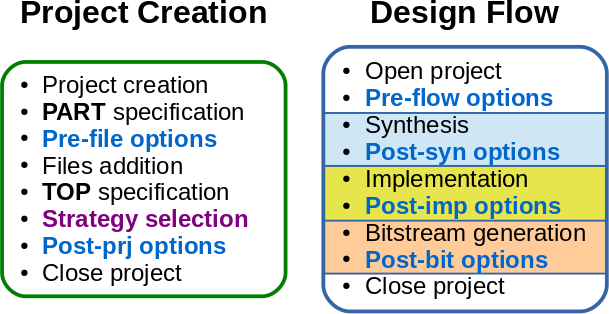 Project Creation
• Project creation
• PART specification
• Pre-file options
• Files addition
• TOP specification
• Strategy selection
• Post-prj options
• Close project
Design Flow
• Open project
• Pre-flow options
• Synthesis
• Post-syn options
• Implementation
• Post-imp options
• Bitstream generation
• Post-bit options
• Close project